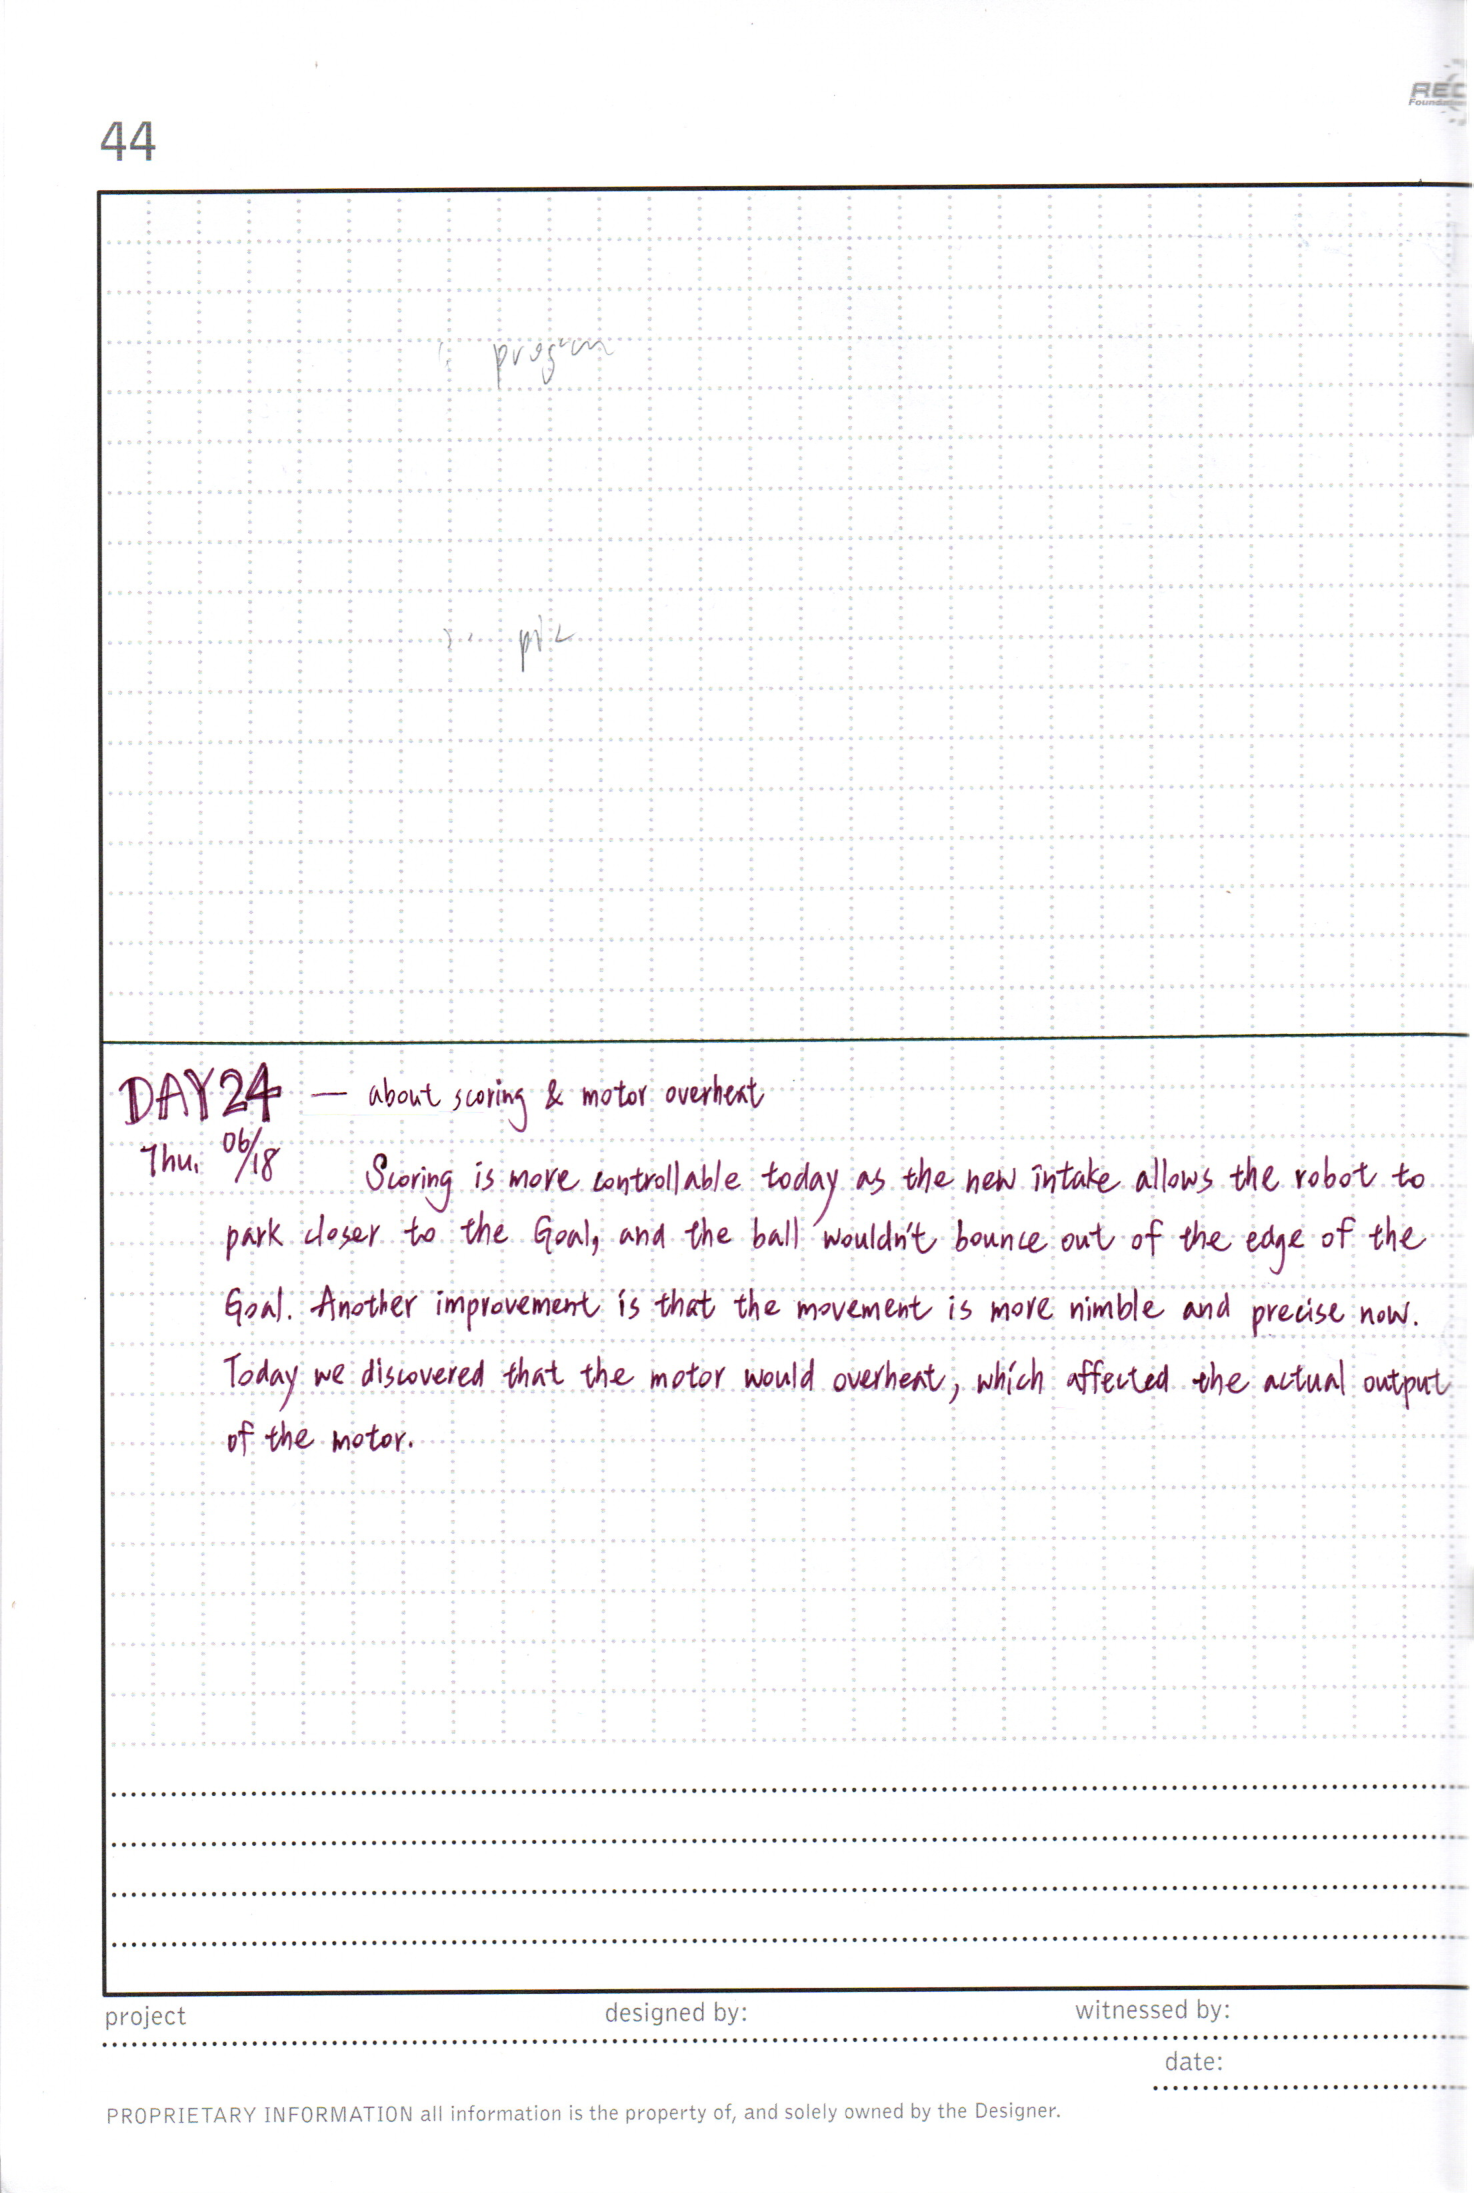 44
REC
Foundation
program
pic
DAY 24 — about scoring & motor overheat
Thu. 06/18
Scoring is more controllable today as the new intake allows the robot to
park closer to the Goal, and the ball wouldn't bounce out of the edge of the
Goal. Another improvement is that the movement is more nimble and precise now.
Today we discovered that the motor would overheat, which affected the actual output
of the motor.
project designed by: witnessed by:
date:
PROPRIETARY INFORMATION all information is the property of, and solely owned by the Designer.